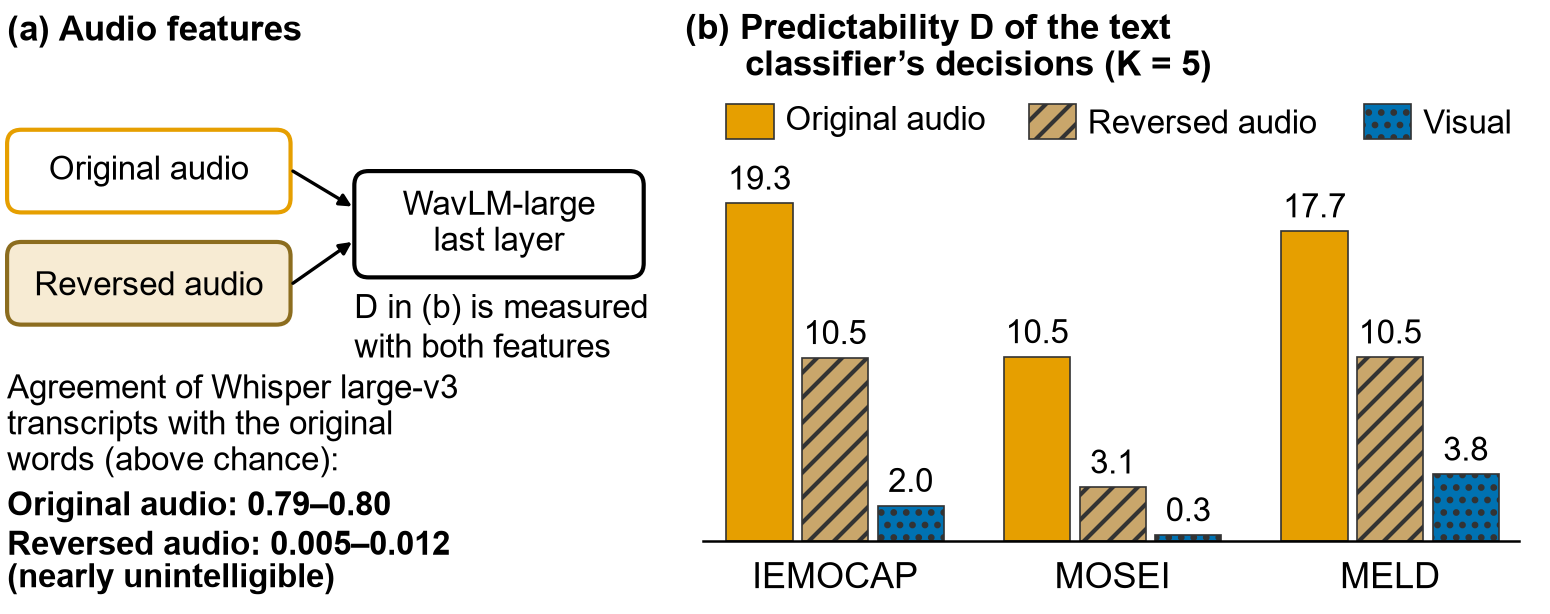 (a) Audio features
Original audio
Reversed audio
WavLM-large
last layer
D in (b) is measured
with both features
Agreement of Whisper large-v3
transcripts with the original
words (above chance):
Original audio: 0.79–0.80
Reversed audio: 0.005–0.012
(nearly unintelligible)
(b) Predictability D of the text
classifier’s decisions (K = 5)
Original audio
Reversed audio
Visual
19.3
10.5
2.0
10.5
3.1
0.3
17.7
10.5
3.8
IEMOCAP
MOSEI
MELD